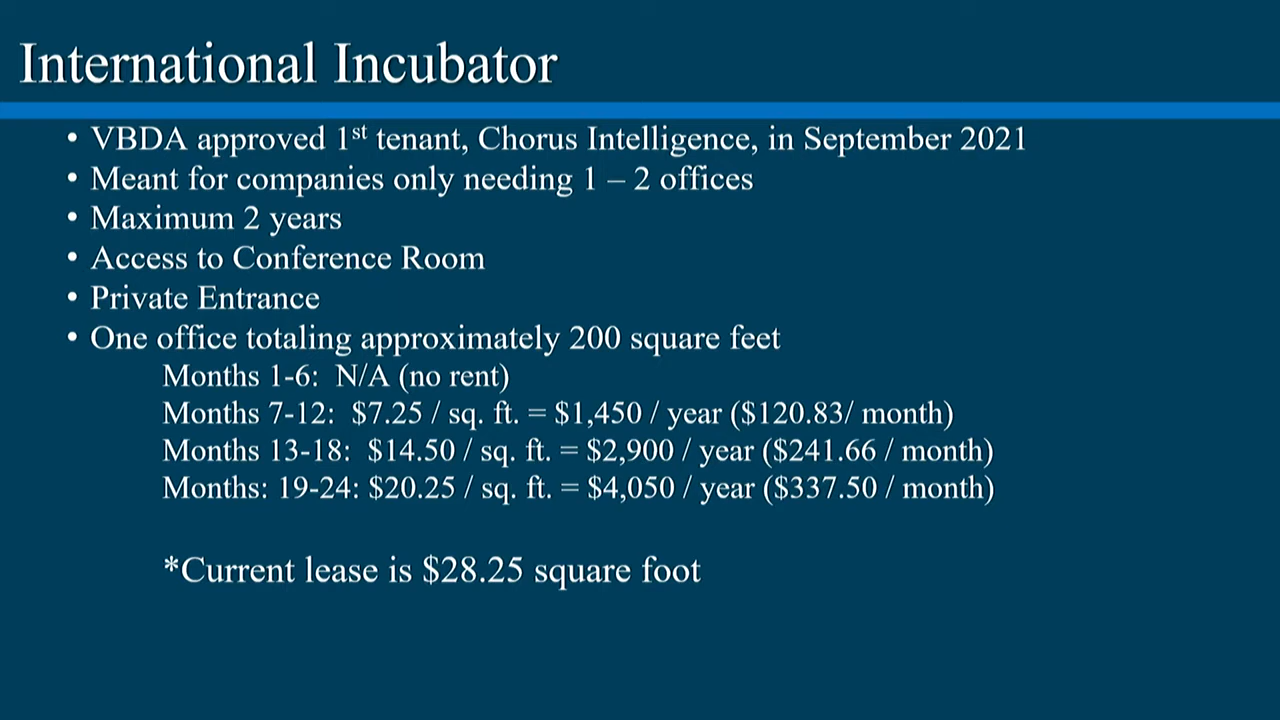 International Incubator
• VBDA approved 1st tenant, Chorus Intelligence, in September 2021
• Meant for companies only needing 1 – 2 offices
• Maximum 2 years
• Access to Conference Room
• Private Entrance
• One office totaling approximately 200 square feet
Months 1-6:  N/A (no rent)
Months 7-12:  $7.25 / sq. ft. = $1,450 / year ($120.83/ month)
Months 13-18:  $14.50 / sq. ft. = $2,900 / year ($241.66 / month)
Months: 19-24: $20.25 / sq. ft. = $4,050 / year ($337.50 / month)
*Current lease is $28.25 square foot